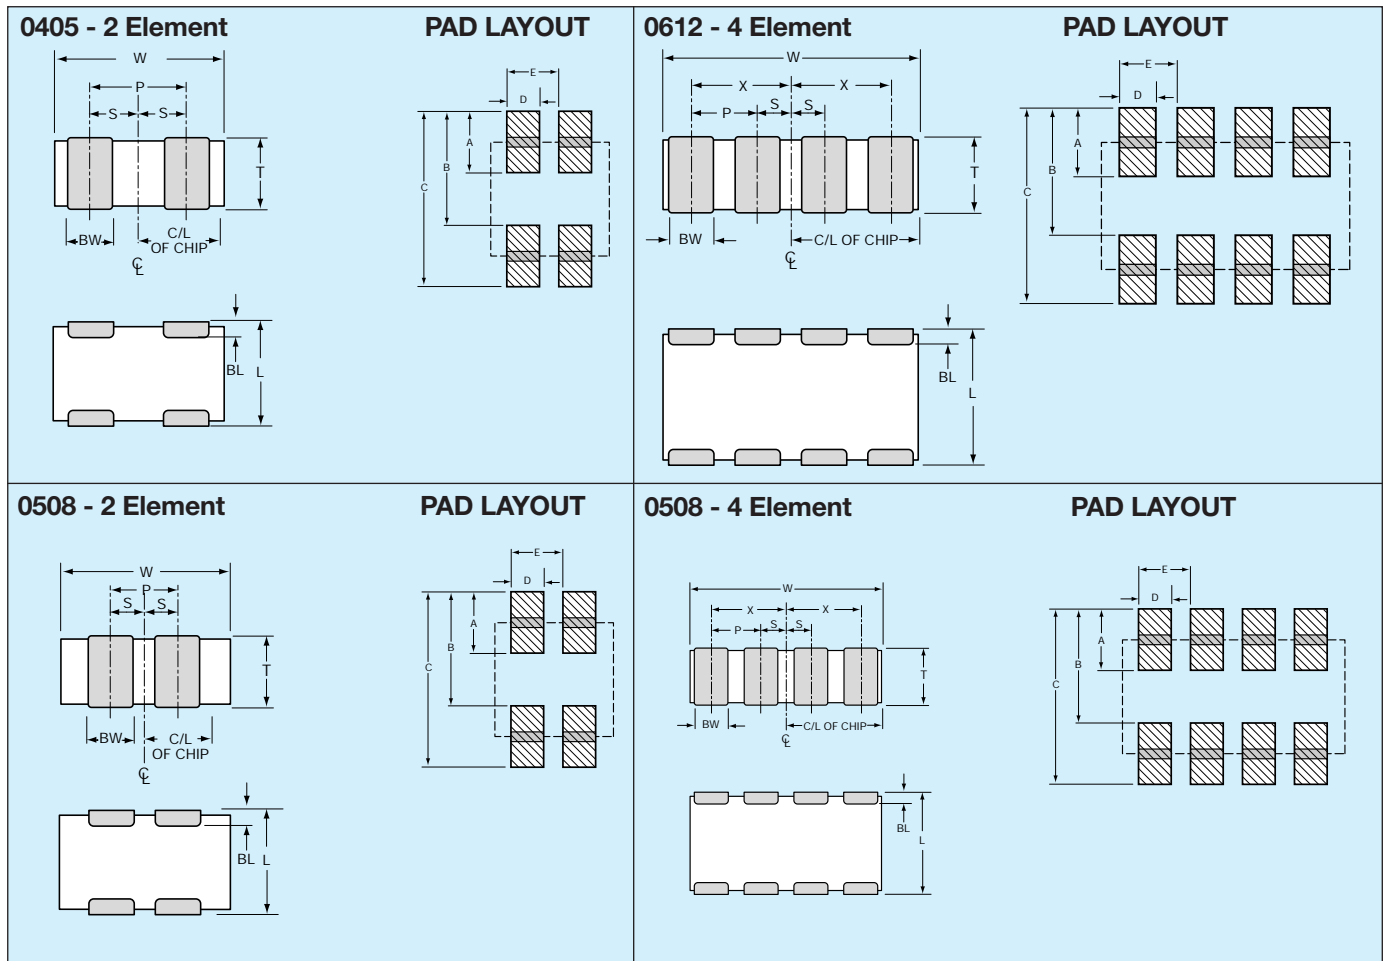 0405 - 2 Element
PAD LAYOUT
W
P
S
S
T
BW
C/L
OF CHIP
℄
BL
L
E
D
A
B
C
0612 - 4 Element
PAD LAYOUT
W
X
X
P
S
S
T
BW
C/L OF CHIP
℄
BL
L
E
D
A
B
C
0508 - 2 Element
PAD LAYOUT
W
P
S
S
T
BW
C/L
OF CHIP
℄
BL
L
E
D
A
B
C
0508 - 4 Element
PAD LAYOUT
W
X
X
P
S
S
T
BW
C/L OF CHIP
℄
BL
L
E
D
A
B
C